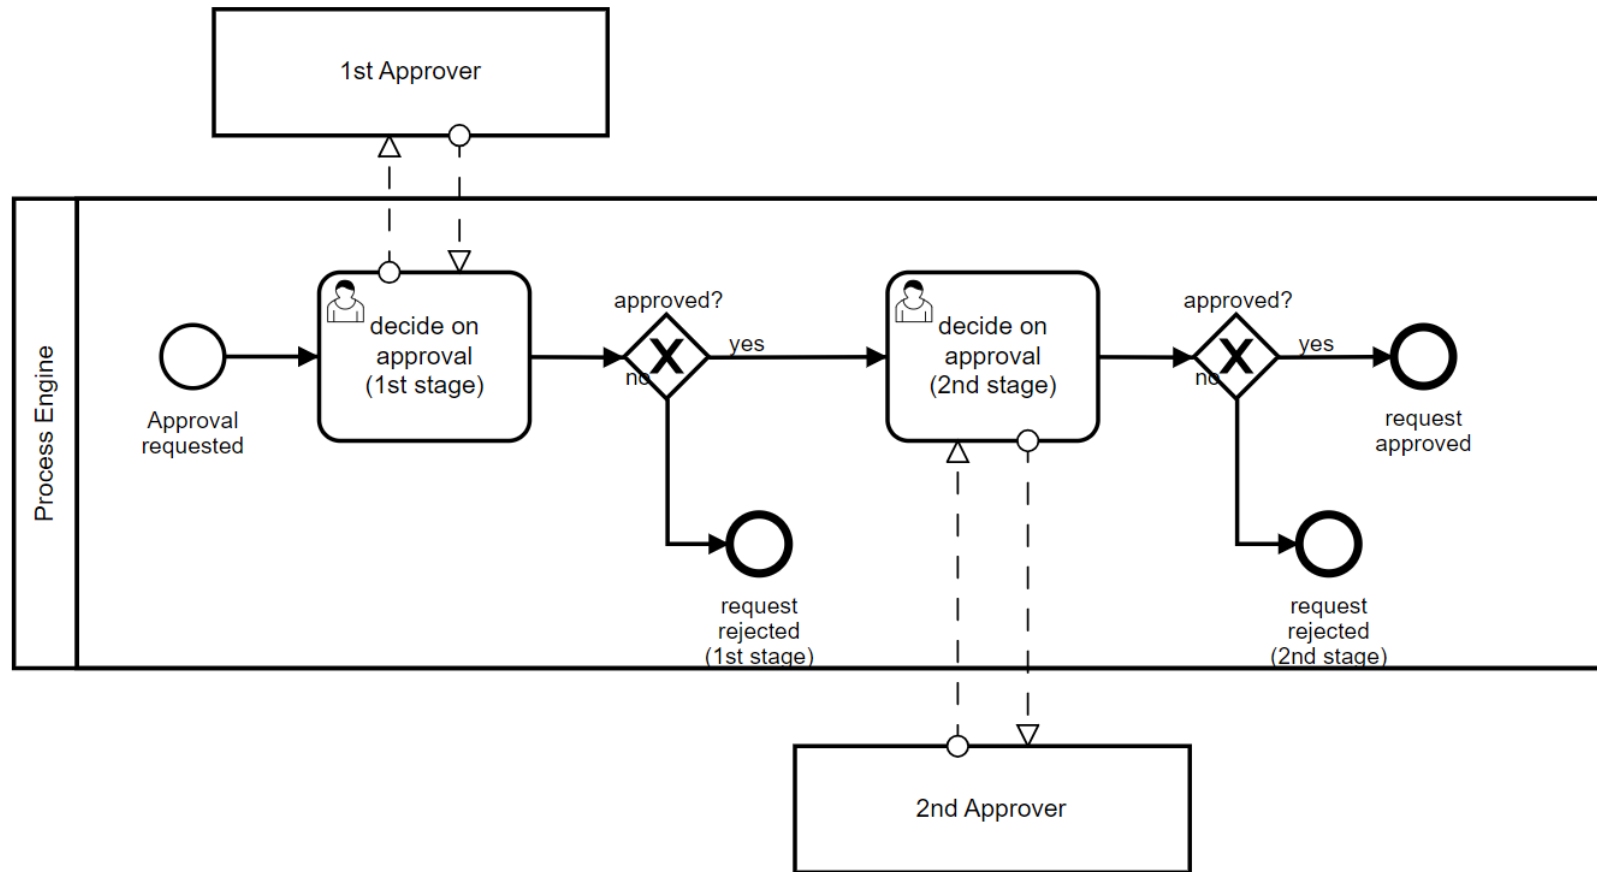 1st Approver
Process Engine
Approval
requested
decide on
approval
(1st stage)
approved?
yes
no
request
rejected
(1st stage)
decide on
approval
(2nd stage)
approved?
yes
no
request
approved
request
rejected
(2nd stage)
2nd Approver